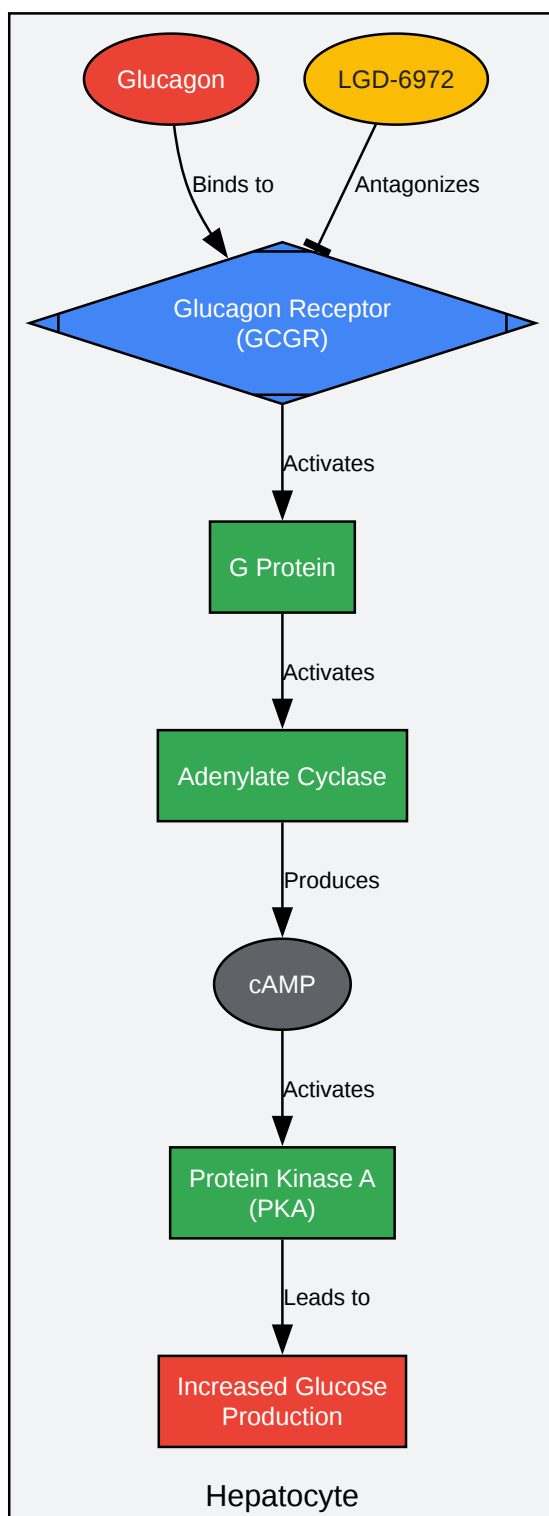 Glucagon
LGD-6972
Binds to
Antagonizes
Glucagon Receptor
(GCGR)
Activates
G Protein
Activates
Adenylate Cyclase
Produces
cAMP
Activates
Protein Kinase A
(PKA)
Leads to
Increased Glucose
Production
Hepatocyte